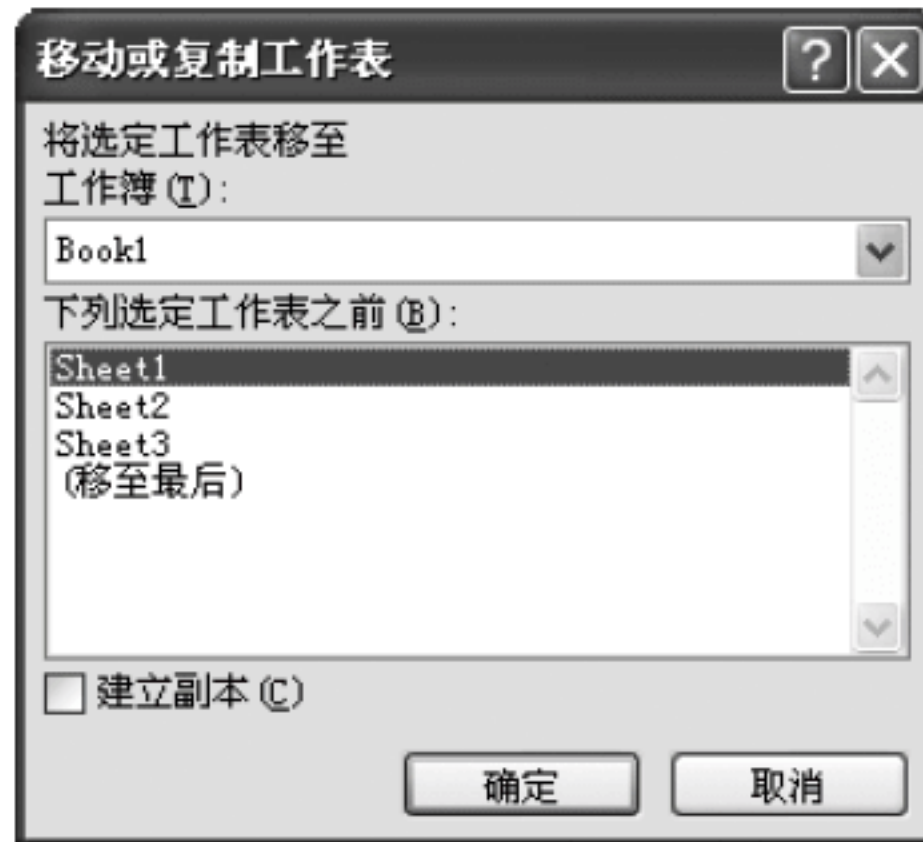 移动或复制工作表
将选定工作表移至
工作簿(T):
Book1
下列选定工作表之前(B):
Sheet1
Sheet2
Sheet3
(移至最后)
建立副本(C)
确定 取消